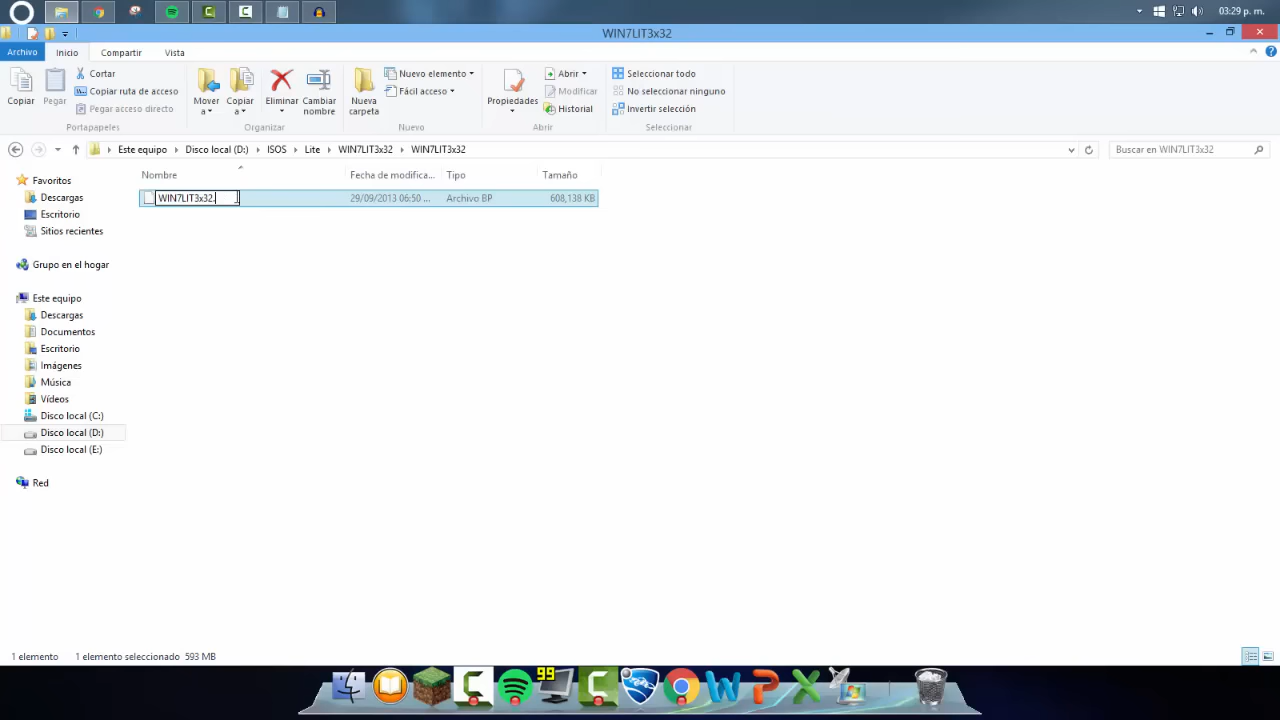 03:29 p. m.
WIN7LIT3x32
Archivo Inicio Compartir Vista
Copiar
Pegar
Cortar
Copiar ruta de acceso
Pegar acceso directo
Portapapeles
Mover a
Copiar a
Eliminar
Cambiar nombre
Organizar
Nueva carpeta
Nuevo elemento
Fácil acceso
Nuevo
Propiedades
Abrir
Modificar
Historial
Abrir
Seleccionar todo
No seleccionar ninguno
Invertir selección
Seleccionar
Este equipo Disco local (D:) ISOS Lite WIN7LIT3x32 WIN7LIT3x32
Buscar en WIN7LIT3x32
Nombre Fecha de modifica... Tipo Tamaño
WIN7LIT3x32. 29/09/2013 06:50 ... Archivo BP 608,138 KB
Favoritos
Descargas
Escritorio
Sitios recientes
Grupo en el hogar
Este equipo
Descargas
Documentos
Escritorio
Imágenes
Música
Vídeos
Disco local (C:)
Disco local (D:)
Disco local (E:)
Red
1 elemento 1 elemento seleccionado 593 MB
99